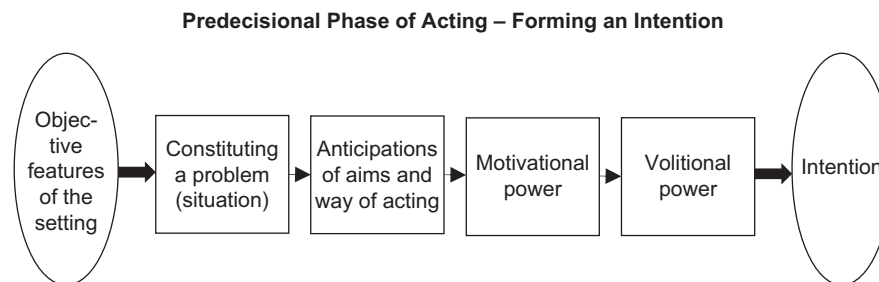 Predecisional Phase of Acting – Forming an Intention
Objec-
tive
features
of the
setting
Constituting
a problem
(situation)
Anticipations
of aims and
way of acting
Motivational
power
Volitional
power
Intention